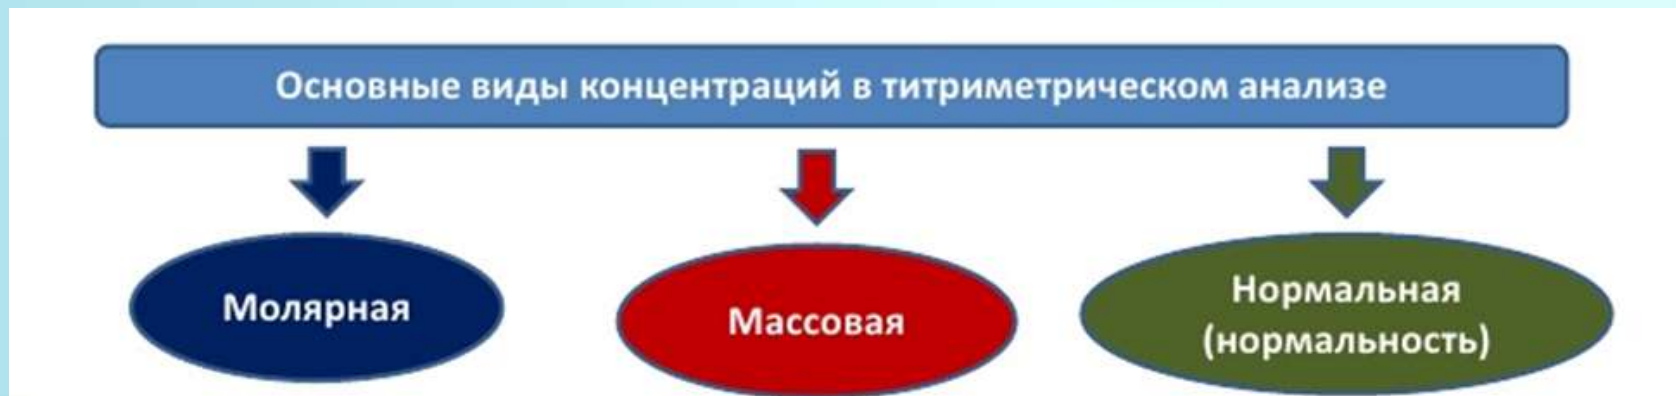 Основные виды концентраций в титриметрическом анализе
Молярная
Массовая
Нормальная
(нормальность)